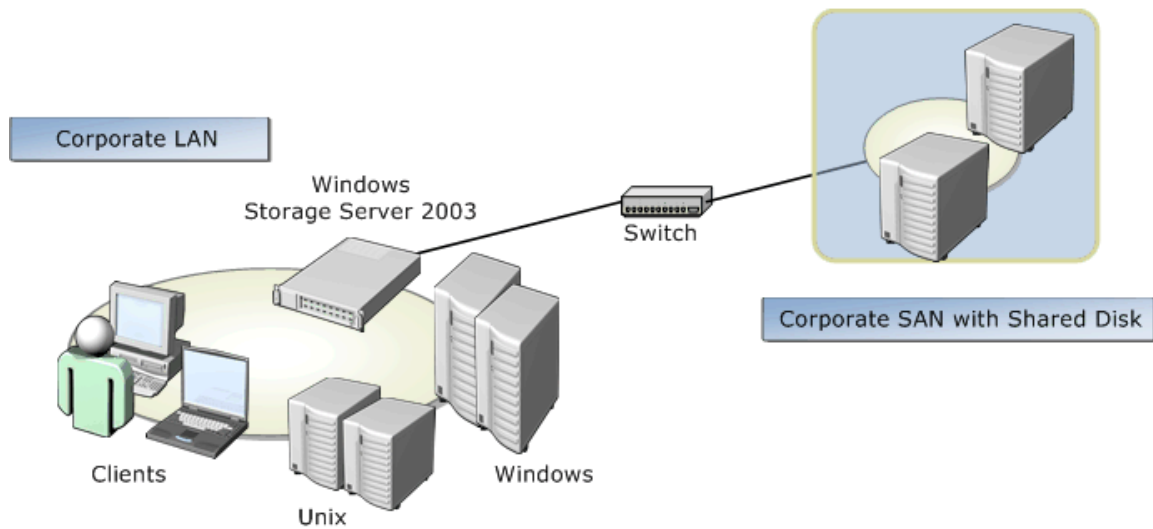 Corporate LAN
Windows
Storage Server 2003
Switch
Corporate SAN with Shared Disk
Clients
Windows
Unix